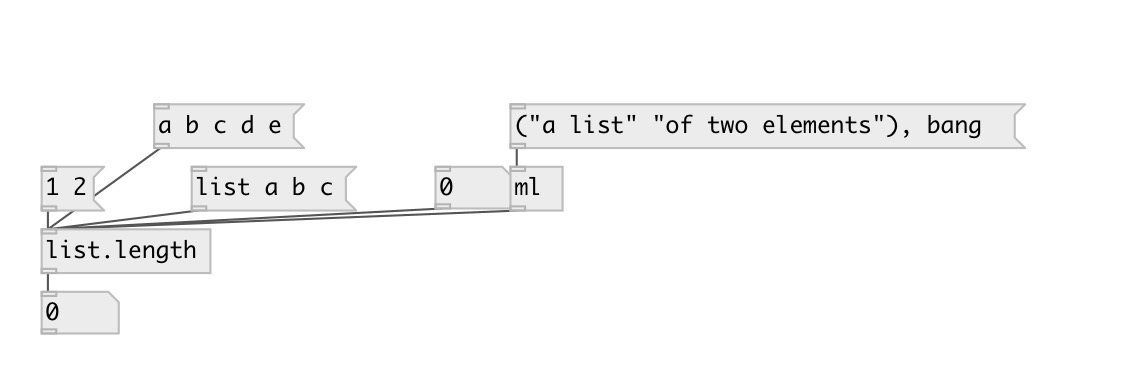 a b c d e
("a list" "of two elements"), bang
1 2
list a b c
0
ml
list.length
0